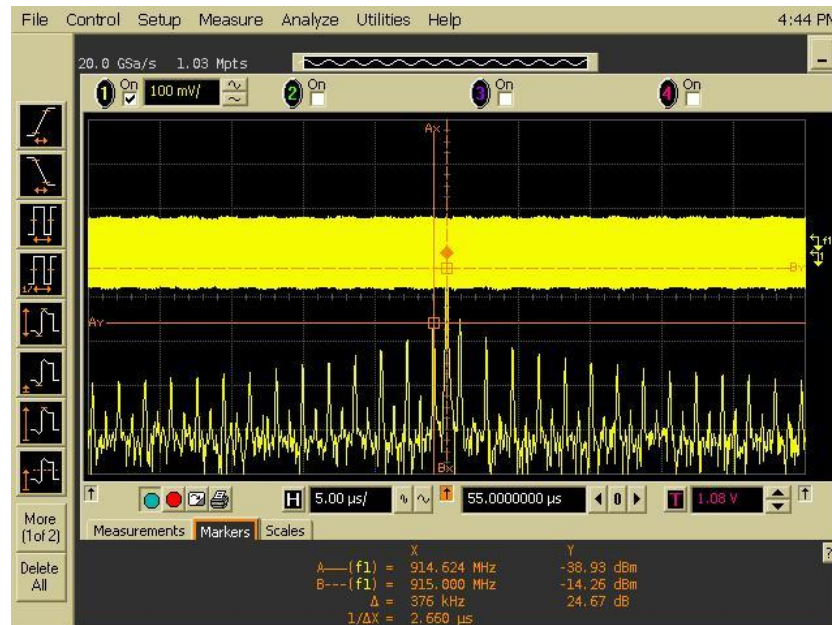 File Control Setup Measure Analyze Utilities Help 4:44 PM
20.0 GSa/s 1.03 Mpts
1 On 100 mV/ 2 On 3 On 4 On
Ax
f1
By
Ay
Bx
More
(1of 2)
Delete
All
H 5.00 µs/ 55.0000000 µs 0 T 1.08 V
Measurements Markers Scales
?
X Y
A——(f1) = 914.624 MHz -38.93 dBm
B---(f1) = 915.000 MHz -14.26 dBm
Δ = 376 kHz 24.67 dB
1/ΔX = 2.660 µs